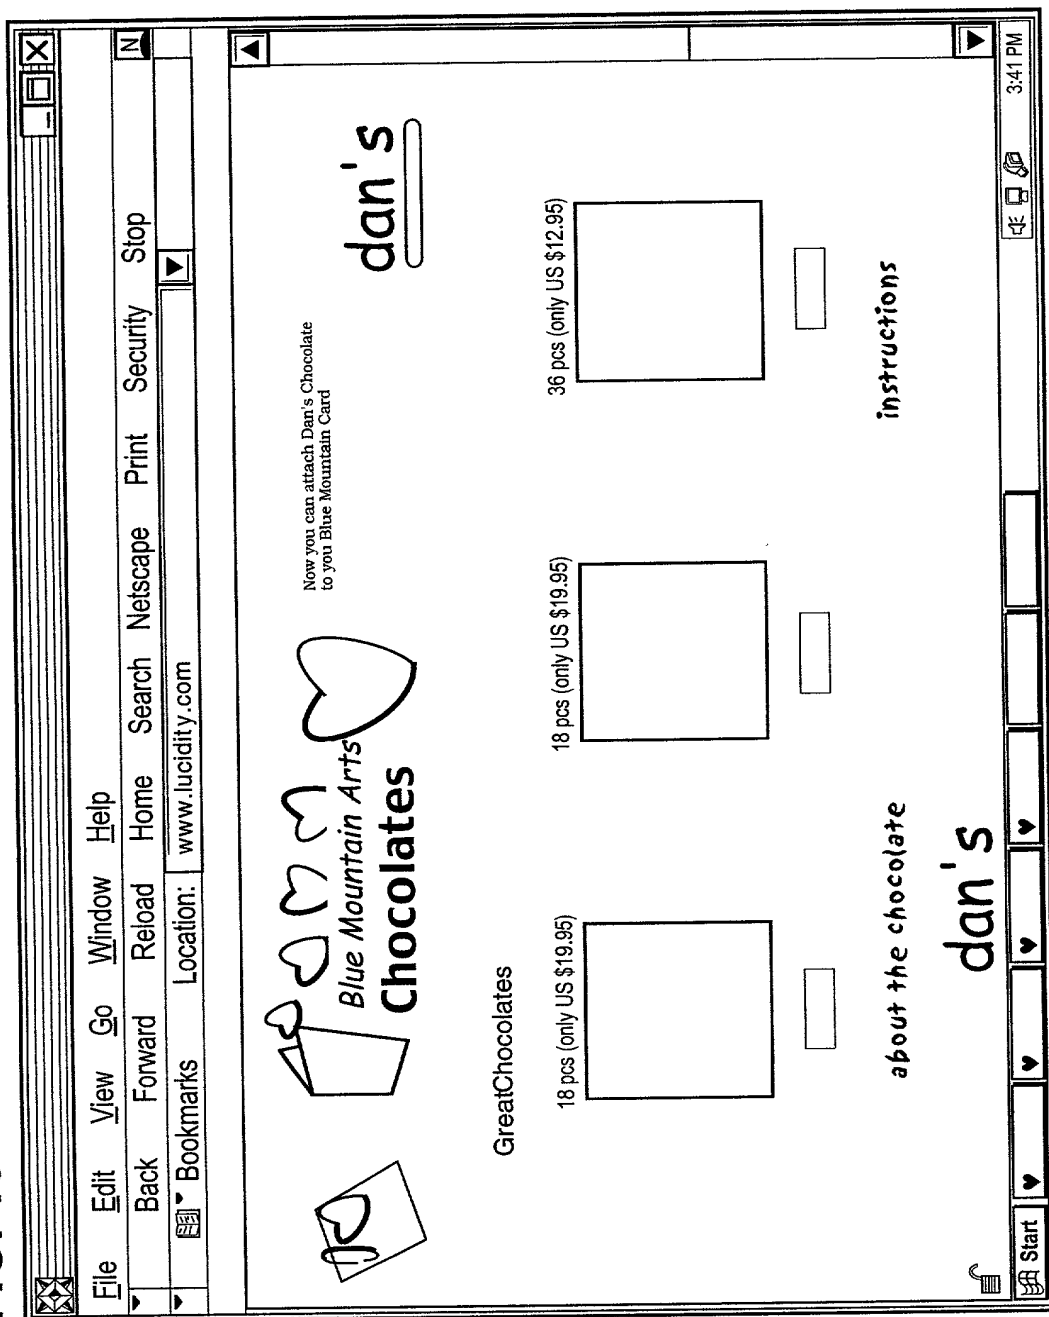 N
File Edit View Go Window Help
Back Forward Reload Home Search Netscape Print Security Stop
Bookmarks Location: www.lucidity.com
Now you can attach Dan's Chocolate
to you Blue Mountain Card
dan's
Blue Mountain Arts
Chocolates
GreatChocolates
18 pcs (only US $19.95) 18 pcs (only US $19.95) 36 pcs (only US $12.95)
about the chocolate instructions
dan's
Start 3:41 PM